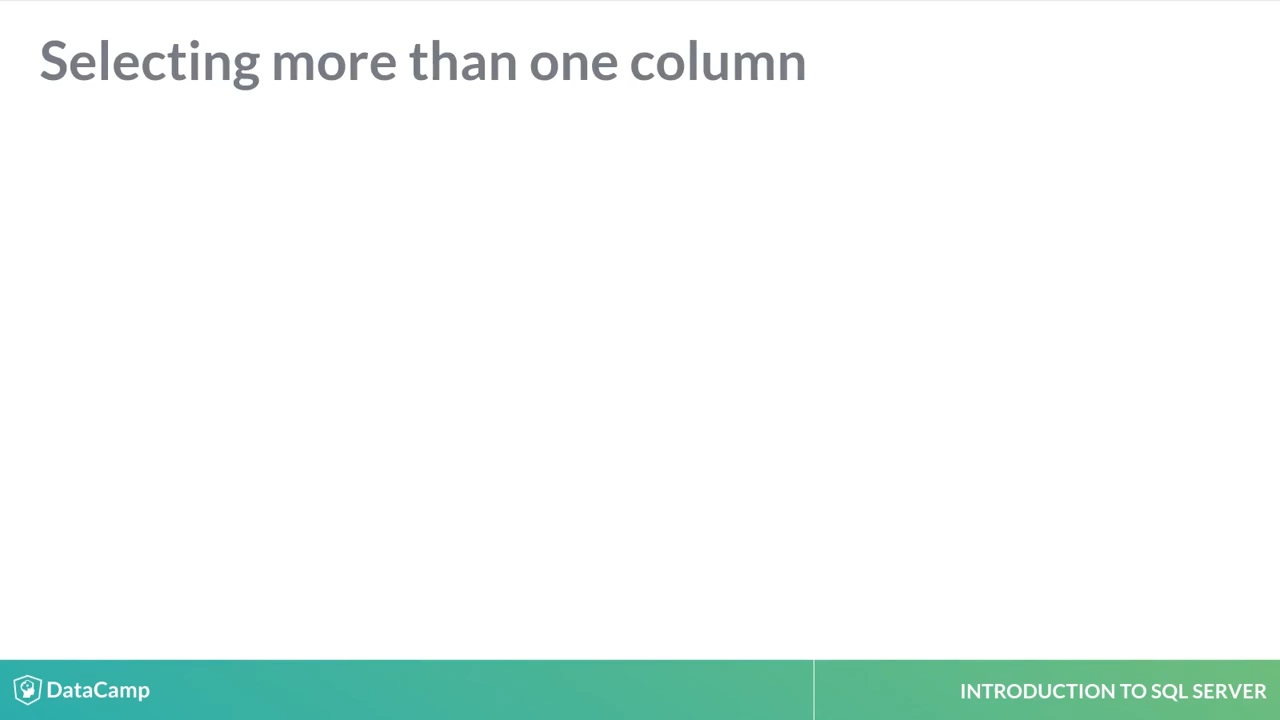 Selecting more than one column
DataCamp
INTRODUCTION TO SQL SERVER